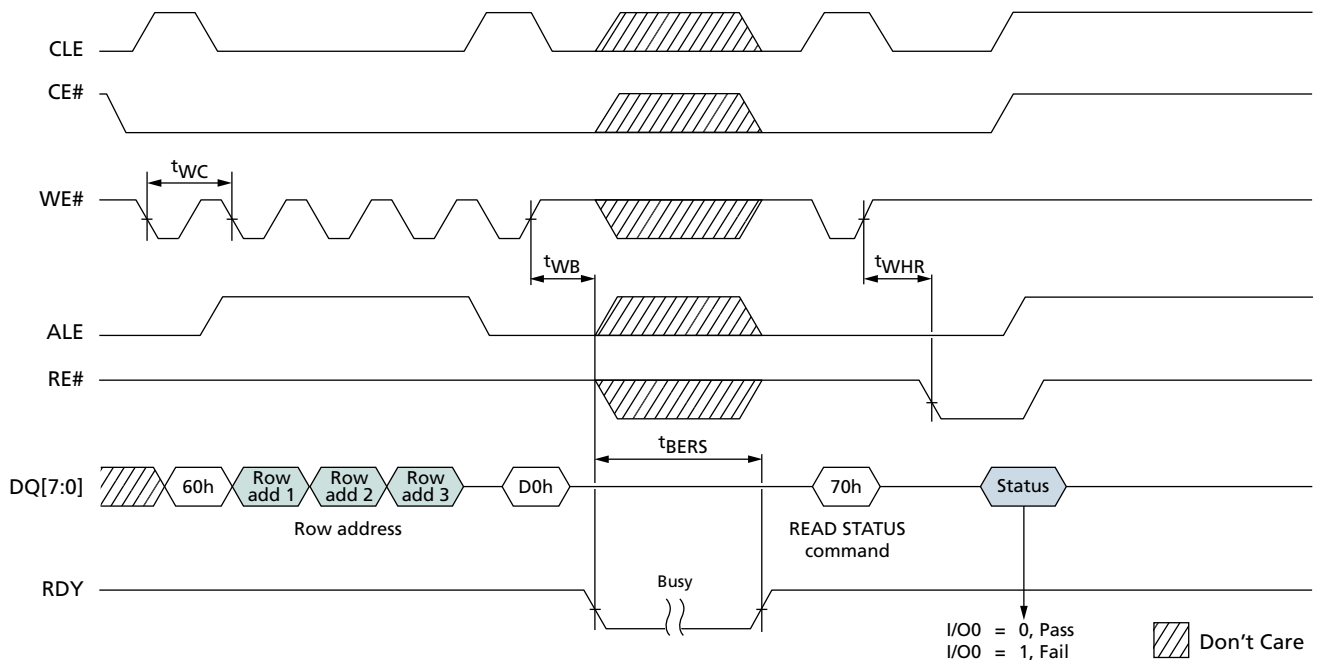 CLE
CE#
tWC
WE#
tWB
tWHR
ALE
RE#
tBERS
DQ[7:0]
60h
Row
add 1
Row
add 2
Row
add 3
D0h
70h
Status
Row address
READ STATUS
command
RDY
Busy
I/O0 = 0, Pass
I/O0 = 1, Fail
Don't Care